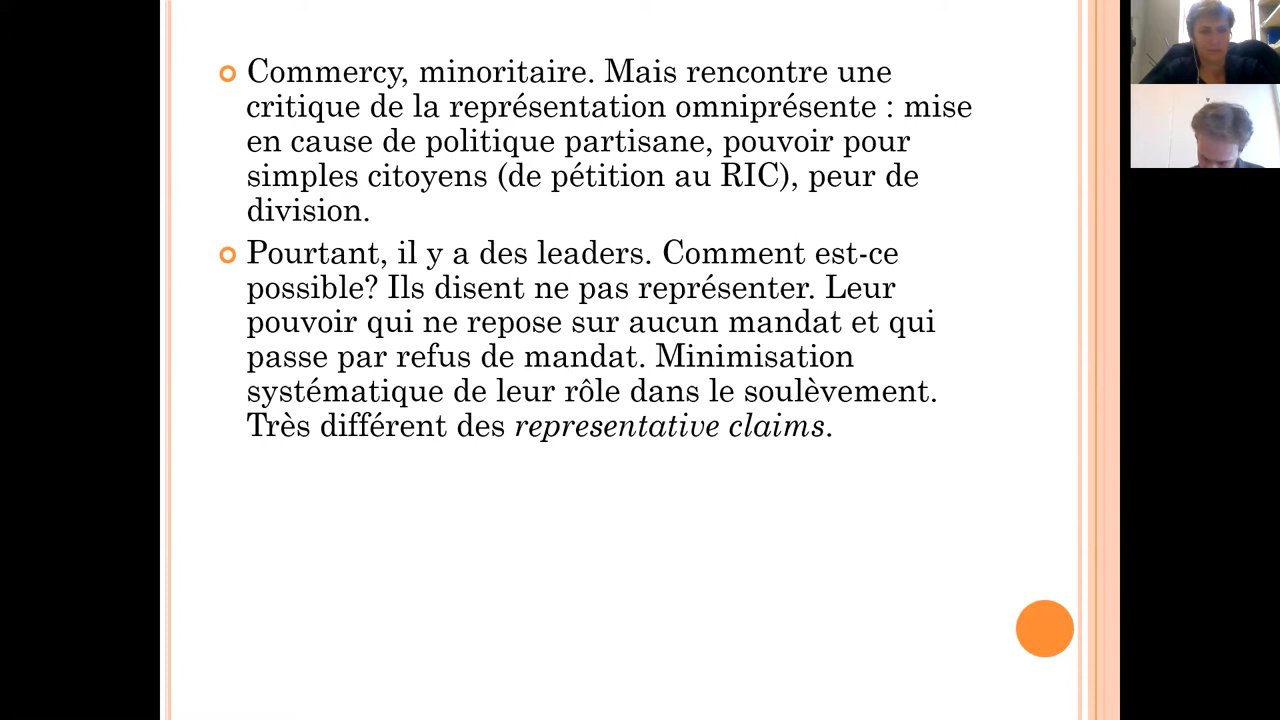 Commercy, minoritaire. Mais rencontre une
critique de la représentation omniprésente : mise
en cause de politique partisane, pouvoir pour
simples citoyens (de pétition au RIC), peur de
division.
Pourtant, il y a des leaders. Comment est-ce
possible? Ils disent ne pas représenter. Leur
pouvoir qui ne repose sur aucun mandat et qui
passe par refus de mandat. Minimisation
systématique de leur rôle dans le soulèvement.
Très différent des representative claims.